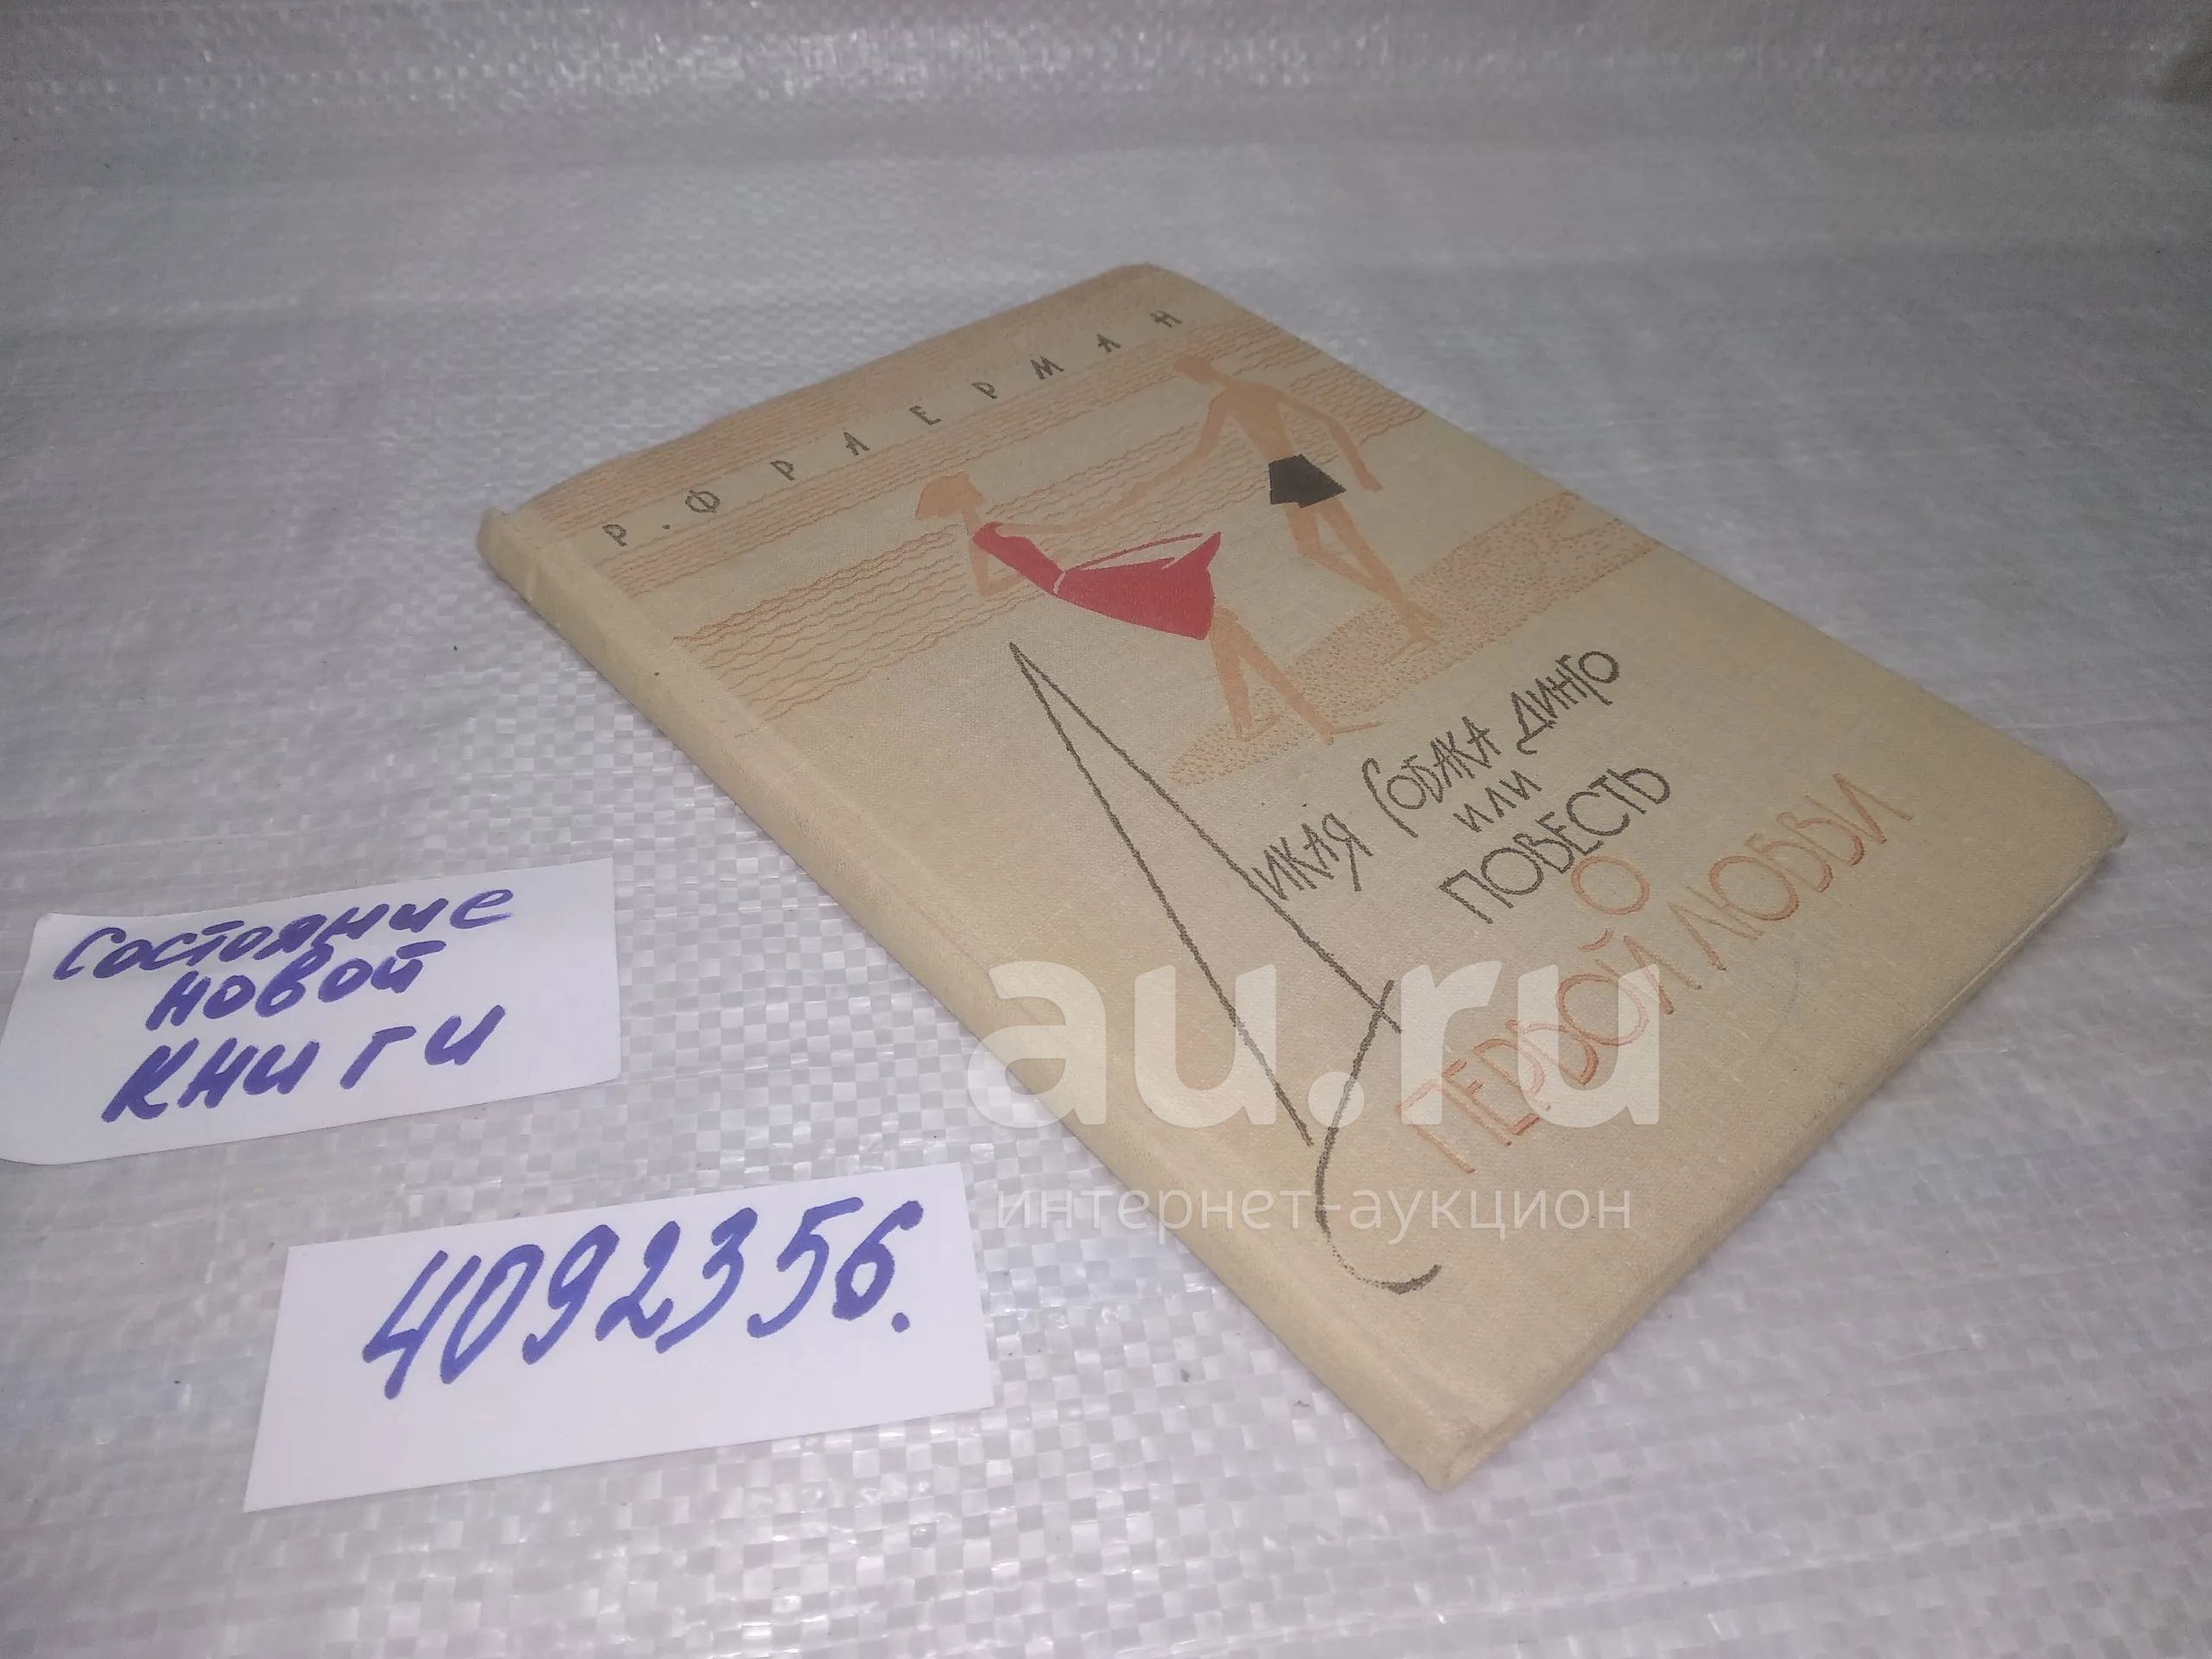 Р. ФРАЕРМАН
Дикая Собака динго
или
ПОВЕСТЬ
О
ПЕРВОЙ ЛЮБВИ
Состояние
новой
книги
4092356.
au.ru
интернет-аукцион